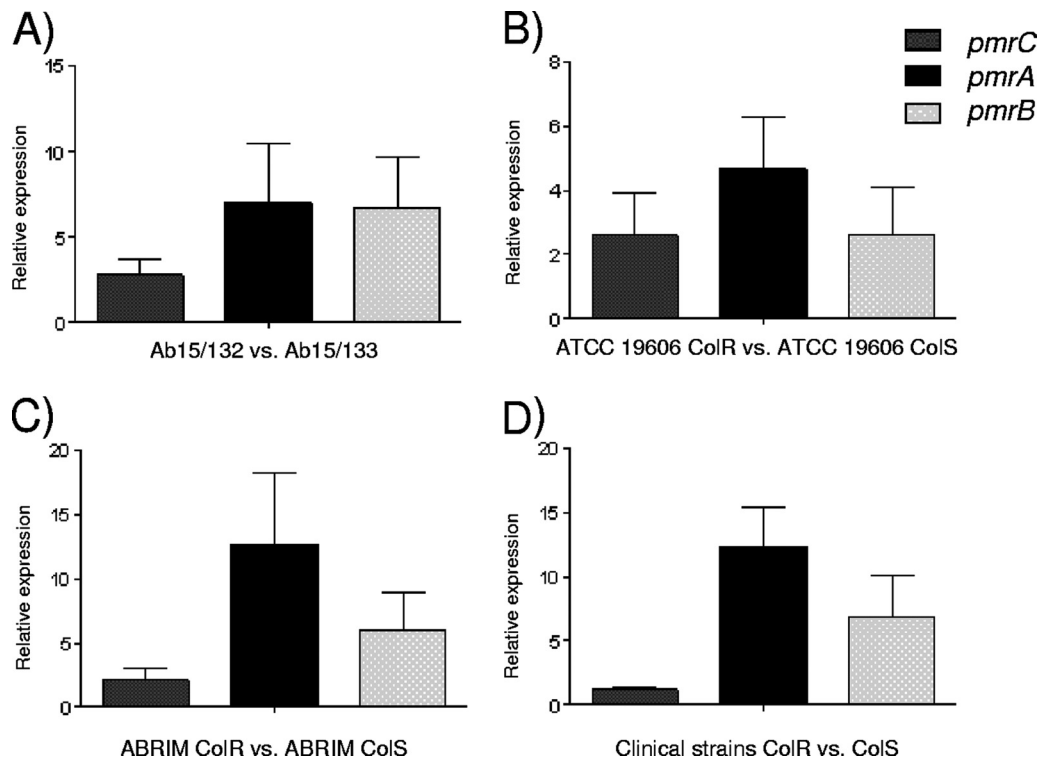 A)
15
10
5
0
Relative expression
Ab15/132 vs. Ab15/133
B)
8
6
4
2
0
Relative expression
ATCC 19606 ColR vs. ATCC 19606 ColS
pmrC
pmrA
pmrB
C)
20
15
10
5
0
Relative expression
ABRIM ColR vs. ABRIM ColS
D)
20
15
10
5
0
Relative expression
Clinical strains ColR vs. ColS